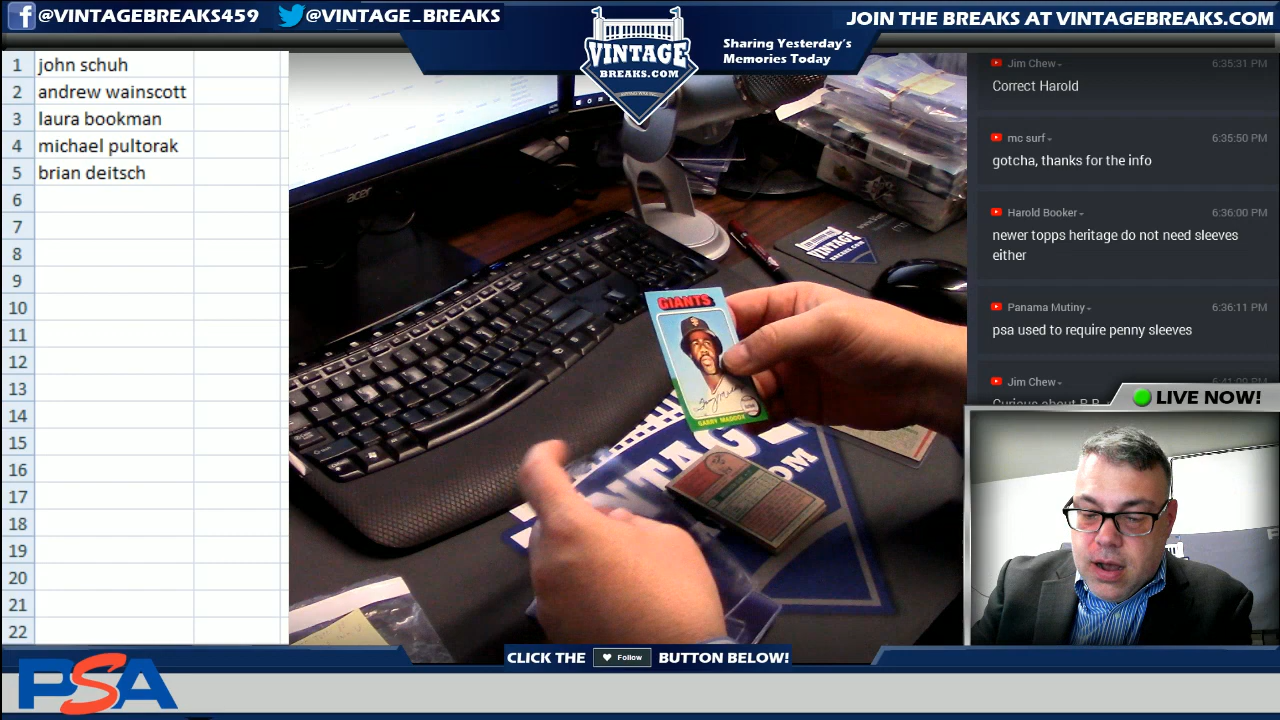 @VINTAGEBREAKS459
@VINTAGE_BREAKS
VINTAGE
BREAKS.COM
Sharing Yesterday's
Memories Today
JOIN THE BREAKS AT VINTAGEBREAKS.COM
1 john schuh
2 andrew wainscott
3 laura bookman
4 michael pultorak
5 brian deitsch
6
7
8
9
10
11
12
13
14
15
16
17
18
19
20
21
22
Jim Chew 6:35:31 PM
Correct Harold
mc surf 6:35:50 PM
gotcha, thanks for the info
Harold Booker 6:36:00 PM
newer topps heritage do not need sleeves
either
Panama Mutiny 6:36:11 PM
psa used to require penny sleeves
Jim Chew
LIVE NOW!
acer
VINTAGE
GIANTS
GARRY MADDOX
CLICK THE Follow BUTTON BELOW!
PSA